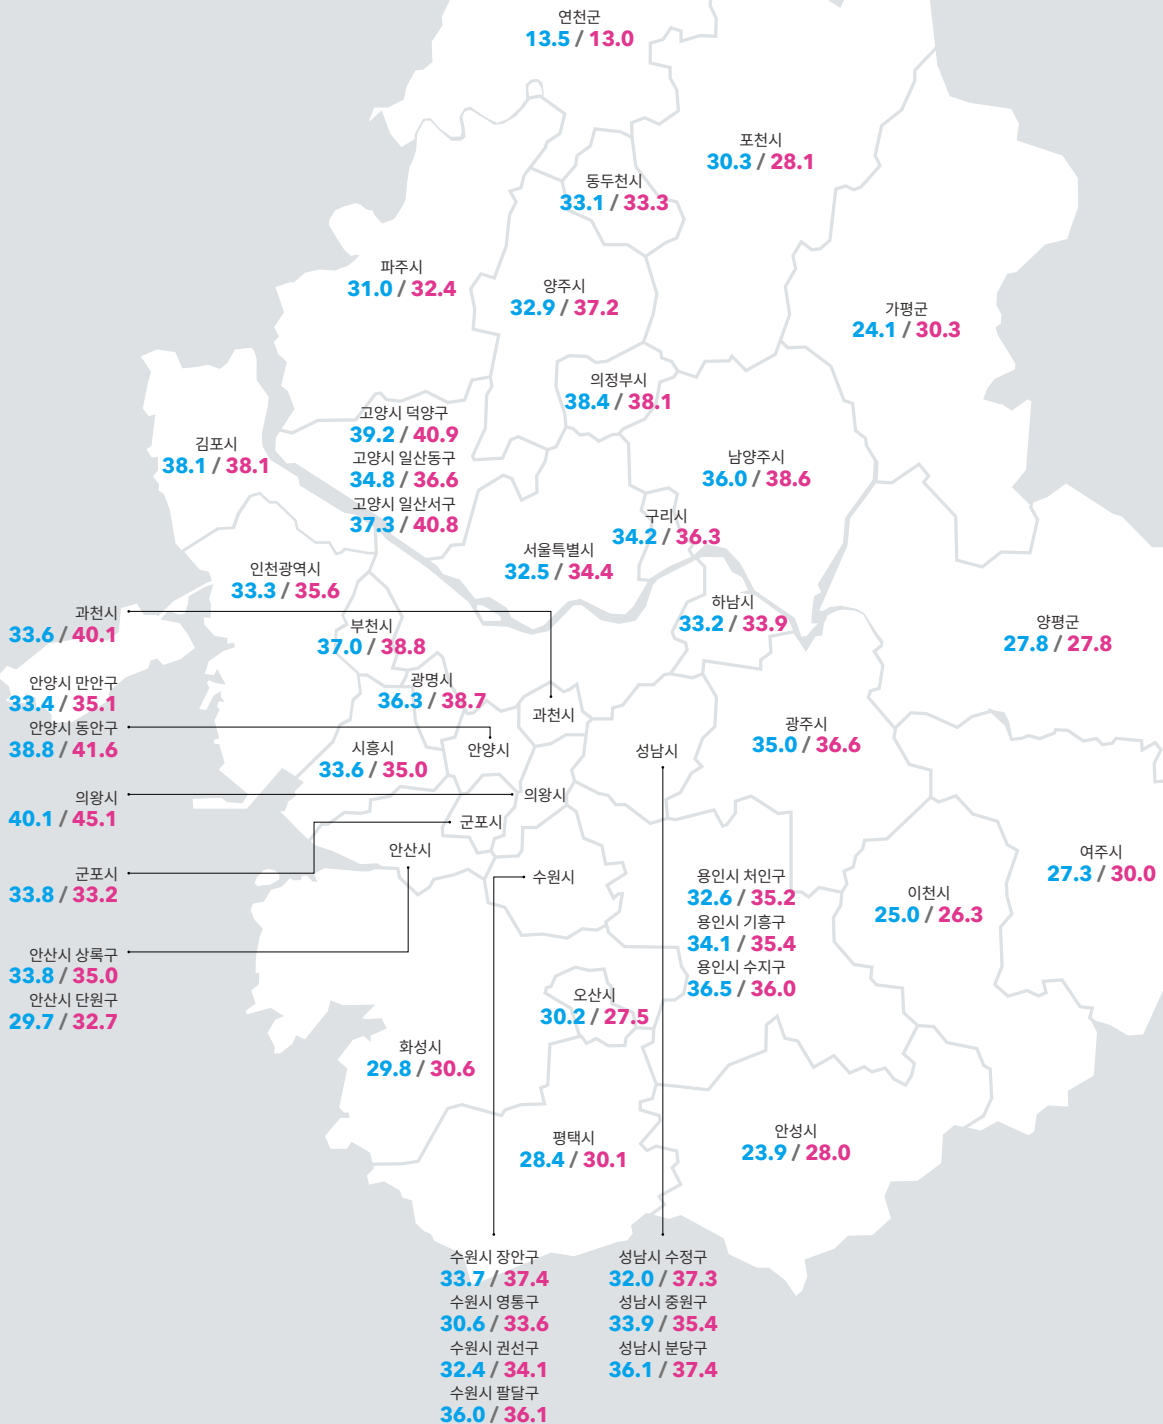 연천군
13.5 / 13.0
포천시
30.3 / 28.1
동두천시
33.1 / 33.3
파주시
31.0 / 32.4
양주시
32.9 / 37.2
가평군
24.1 / 30.3
의정부시
38.4 / 38.1
고양시 덕양구
39.2 / 40.9
고양시 일산동구
34.8 / 36.6
고양시 일산서구
37.3 / 40.8
김포시
38.1 / 38.1
남양주시
36.0 / 38.6
구리시
34.2 / 36.3
서울특별시
32.5 / 34.4
인천광역시
33.3 / 35.6
하남시
33.2 / 33.9
양평군
27.8 / 27.8
과천시
33.6 / 40.1
부천시
37.0 / 38.8
광명시
36.3 / 38.7
과천시
안양시 만안구
33.4 / 35.1
안양시 동안구
38.8 / 41.6
안양시
시흥시
33.6 / 35.0
성남시
광주시
35.0 / 36.6
의왕시
40.1 / 45.1
의왕시
군포시
군포시
33.8 / 33.2
안산시
수원시
용인시 처인구
32.6 / 35.2
용인시 기흥구
34.1 / 35.4
용인시 수지구
36.5 / 36.0
이천시
25.0 / 26.3
여주시
27.3 / 30.0
안산시 상록구
33.8 / 35.0
안산시 단원구
29.7 / 32.7
오산시
30.2 / 27.5
화성시
29.8 / 30.6
평택시
28.4 / 30.1
안성시
23.9 / 28.0
수원시 장안구
33.7 / 37.4
수원시 영통구
30.6 / 33.6
수원시 권선구
32.4 / 34.1
수원시 팔달구
36.0 / 36.1
성남시 수정구
32.0 / 37.3
성남시 중원구
33.9 / 35.4
성남시 분당구
36.1 / 37.4